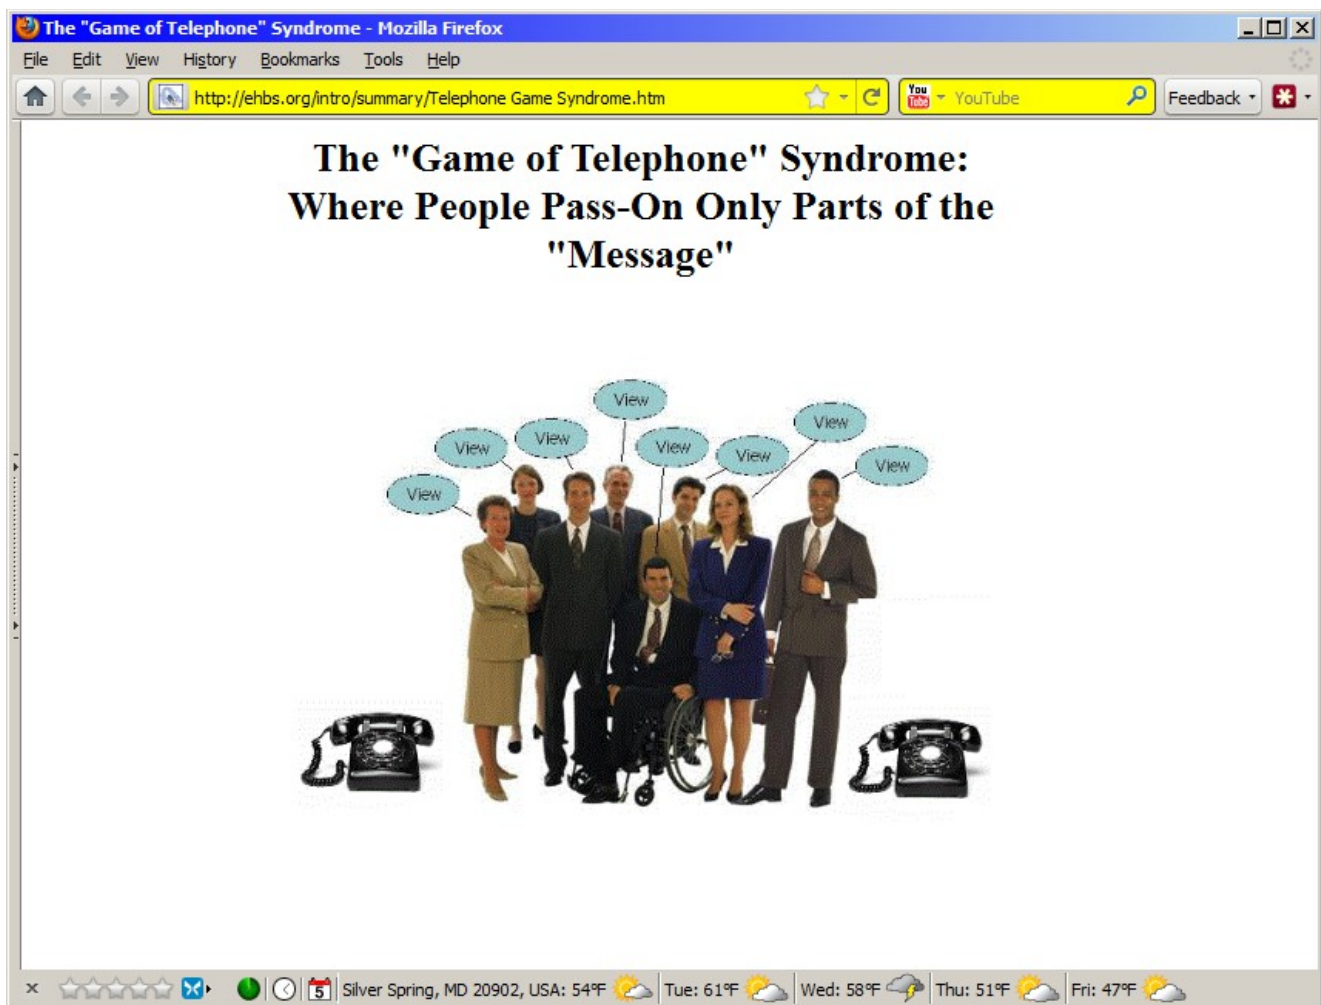 The "Game of Telephone" Syndrome - Mozilla Firefox
File Edit View History Bookmarks Tools Help
http://ehbs.org/intro/summary/Telephone Game Syndrome.htm You Tube YouTube Feedback
The "Game of Telephone" Syndrome:
Where People Pass-On Only Parts of the
"Message"
View
View
View
View
View
View
View
View
5 Silver Spring, MD 20902, USA: 54°F Tue: 61°F Wed: 58°F Thu: 51°F Fri: 47°F